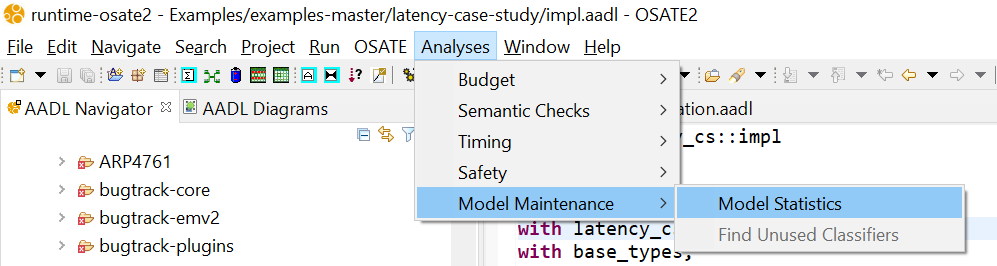 runtime-osate2 - Examples/examples-master/latency-case-study/impl.aadl - OSATE2
File Edit Navigate Search Project Run OSATE Analyses Window Help
AADL Navigator AADL Diagrams ation.aadl
Budget
y_cs::impl
Semantic Checks
Timing
ARP4761
Safety
bugtrack-core
Model Maintenance
Model Statistics
bugtrack-emv2
with latency_c
Find Unused Classifiers
bugtrack-plugins
with base_types;